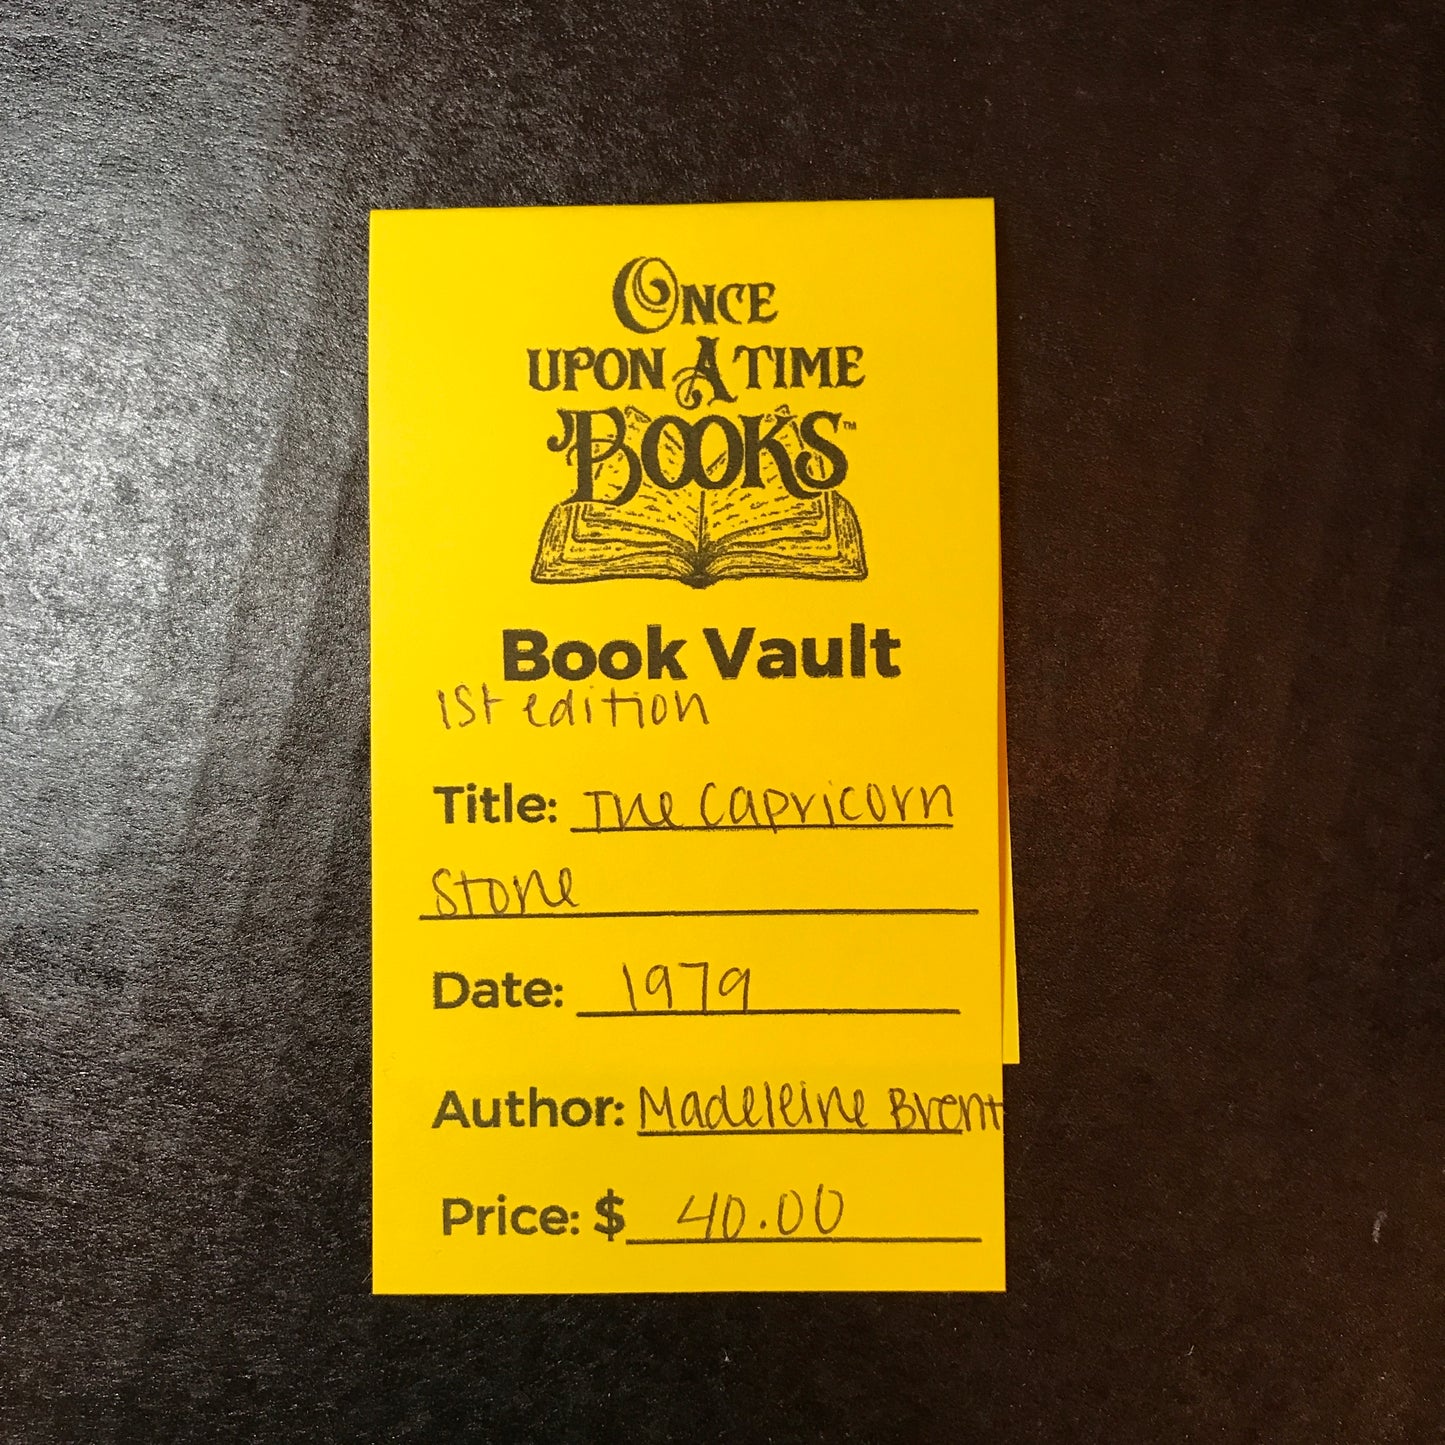 ONCE
UPON A TIME
BOOKS™
Book Vault
1st edition
Title: The Capricorn
Stone
Date: 1979
Author: Madeleine Brent
Price: $ 40.00